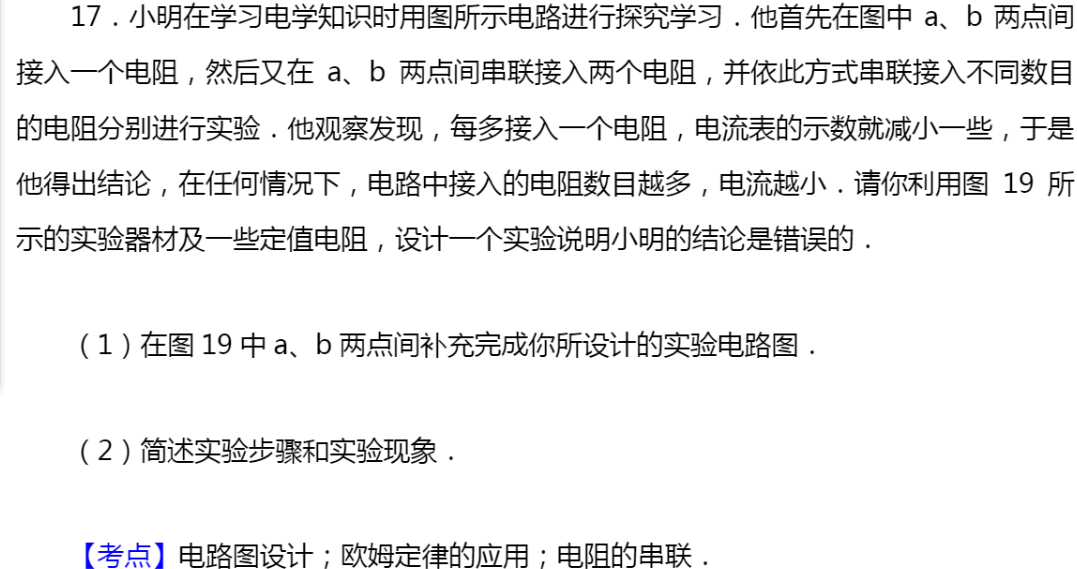 17．小明在学习电学知识时用图所示电路进行探究学习．他首先在图中 a、b 两点间
接入一个电阻，然后又在 a、b 两点间串联接入两个电阻，并依此方式串联接入不同数目
的电阻分别进行实验．他观察发现，每多接入一个电阻，电流表的示数就减小一些，于是
他得出结论，在任何情况下，电路中接入的电阻数目越多，电流越小．请你利用图 19 所
示的实验器材及一些定值电阻，设计一个实验说明小明的结论是错误的．
（1）在图 19 中 a、b 两点间补充完成你所设计的实验电路图．
（2）简述实验步骤和实验现象．
【考点】电路图设计；欧姆定律的应用；电阻的串联．